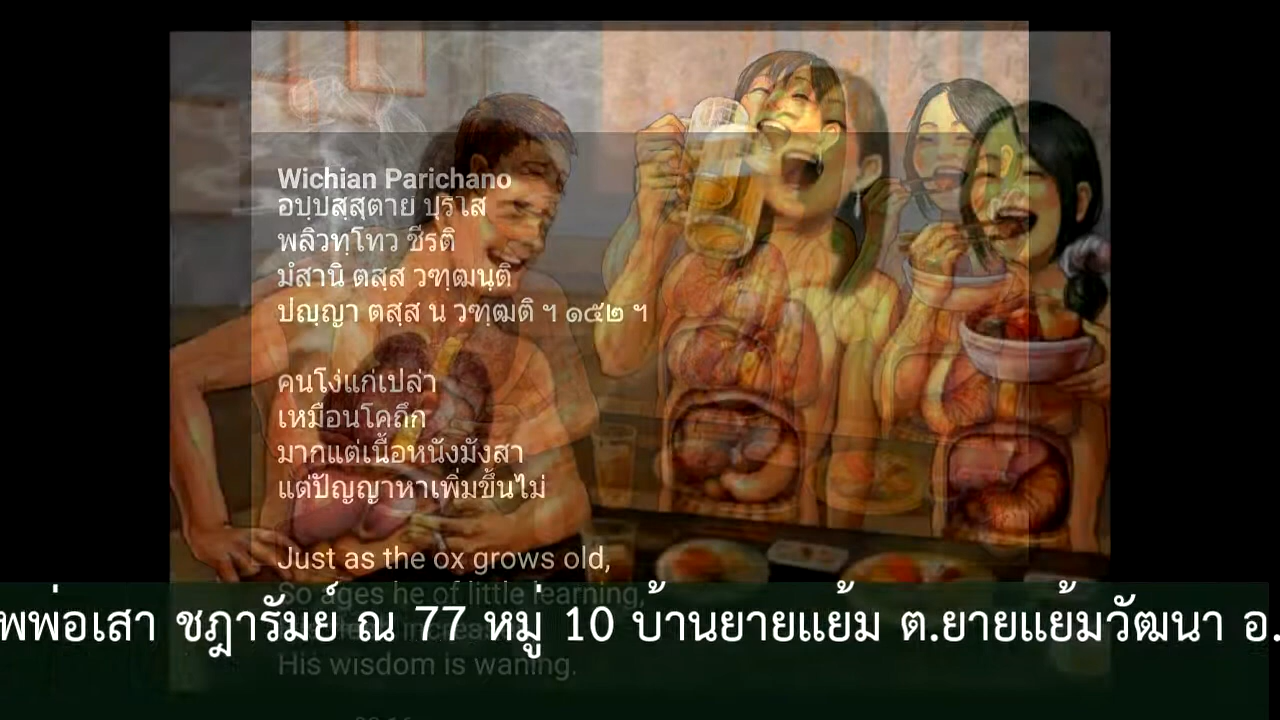 Wichian Parichano
อปฺปสฺสุตายํ ปุริโส
พลิวทฺโทว ชีรติ
มํสานิ ตสฺส วฑฺฒนฺติ
ปญฺญา ตสฺส น วฑฺฒติ ฯ ๑๕๒ ฯ
คนโง่แก่เปล่า
เหมือนโคถึก
มากแต่เนื้อหนังมังสา
แต่ปัญญาหาเพิ่มขึ้นไม่
Just as the ox grows old,
So ages he of little learning,
พพ่อเสา ชฎารัมย์ ณ 77 หมู่ 10 บ้านยายแย้ม ต.ยายแย้มวัฒนา อ.
His wisdom is waning.